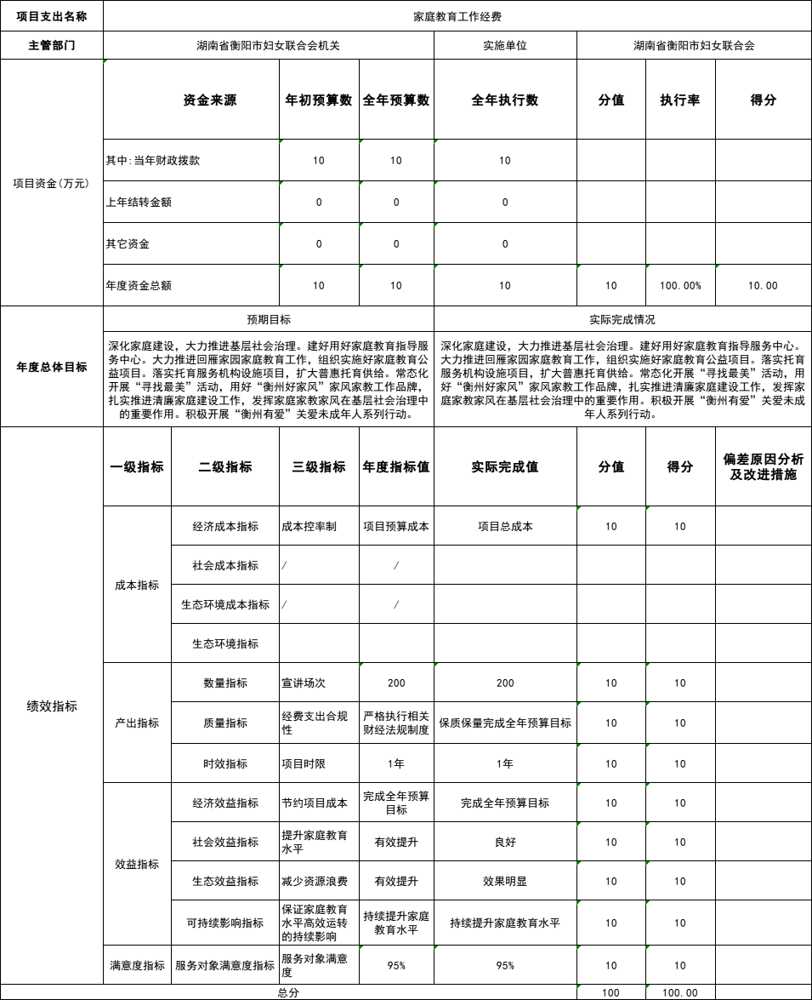 项目支出名称 家庭教育工作经费
主管部门 湖南省衡阳市妇女联合会机关 实施单位 湖南省衡阳市妇女联合会
项目资金(万元)
资金来源 年初预算数 全年预算数 全年执行数 分值 执行率 得分
其中:当年财政拨款 10 10 10
上年结转金额 0 0 0
其它资金 0 0 0
年度资金总额 10 10 10 10 100.00% 10.00
年度总体目标
预期目标 实际完成情况
深化家庭建设，大力推进基层社会治理。建好用好家庭教育指导服
务中心。大力推进回雁家园家庭教育工作，组织实施好家庭教育公
益项目。落实托育服务机构设施项目，扩大普惠托育供给。常态化
开展“寻找最美”活动，用好“衡州好家风”家风家教工作品牌，
扎实推进清廉家庭建设工作，发挥家庭家教家风在基层社会治理中
的重要作用。积极开展“衡州有爱”关爱未成年人系列行动。
深化家庭建设，大力推进基层社会治理。建好用好家庭教育指导服务中心。
大力推进回雁家园家庭教育工作，组织实施好家庭教育公益项目。落实托育
服务机构设施项目，扩大普惠托育供给。常态化开展“寻找最美”活动，用
好“衡州好家风”家风家教工作品牌，扎实推进清廉家庭建设工作，发挥家
庭家教家风在基层社会治理中的重要作用。积极开展“衡州有爱”关爱未成
年人系列行动。
绩效指标
一级指标 二级指标 三级指标 年度指标值 实际完成值 分值 得分 偏差原因分析
及改进措施
成本指标
经济成本指标 成本控率制 项目预算成本 项目总成本 10 10
社会成本指标 / /
生态环境成本指标 / /
生态环境指标
产出指标
数量指标 宣讲场次 200 200 10 10
质量指标 经费支出合规
性 严格执行相关
财经法规制度 保质保量完成全年预算目标 10 10
时效指标 项目时限 1年 1年 10 10
效益指标
经济效益指标 节约项目成本 完成全年预算
目标 完成全年预算目标 10 10
社会效益指标 提升家庭教育
水平 有效提升 良好 10 10
生态效益指标 减少资源浪费 有效提升 效果明显 10 10
可持续影响指标 保证家庭教育
水平高效运转
的持续影响 持续提升家庭
教育水平 持续提升家庭教育水平 10 10
满意度指标 服务对象满意度指标 服务对象满意
度 95% 95% 10 10
总分 100 100.00